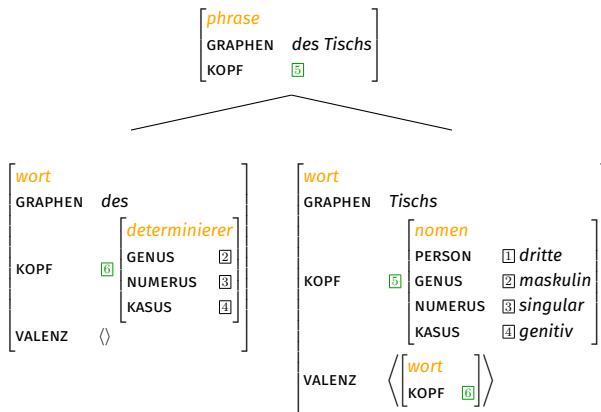 phrase
GRAPHEN des Tischs
KOPF 5
wort
GRAPHEN des
KOPF 6
determinierer
GENUS 2
NUMERUS 3
KASUS 4
VALENZ ⟨⟩
wort
GRAPHEN Tischs
KOPF 5
nomen
PERSON 1 dritte
GENUS 2 maskulin
NUMERUS 3 singular
KASUS 4 genitiv
VALENZ
wort
KOPF 6